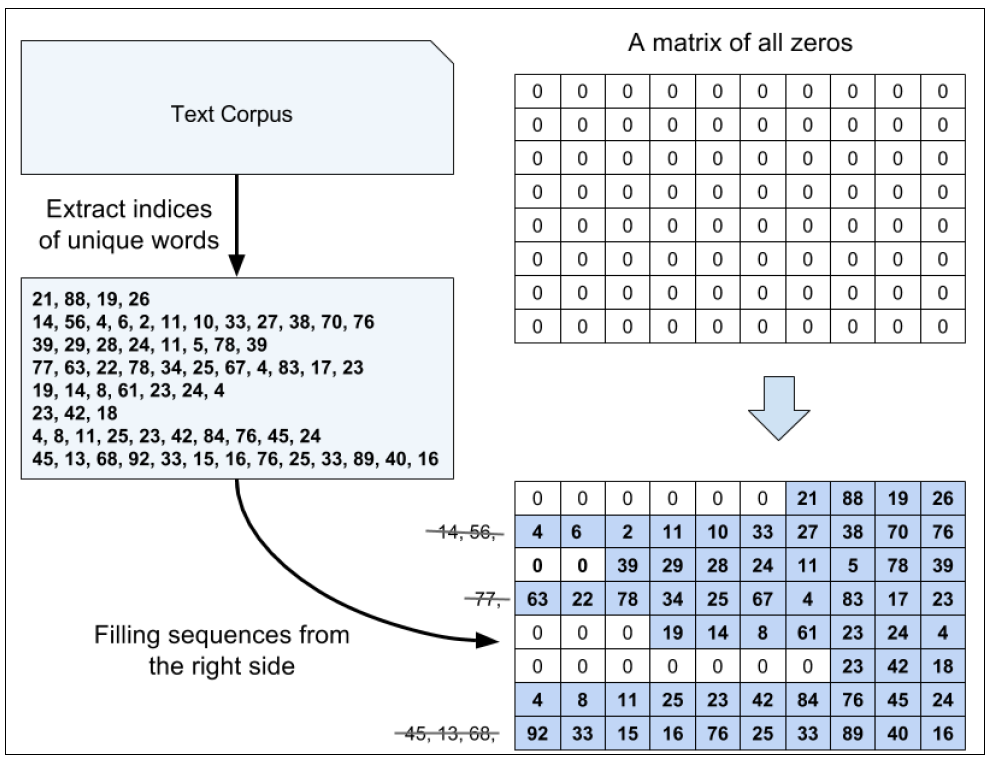 Text Corpus
Extract indices
of unique words
21, 88, 19, 26
14, 56, 4, 6, 2, 11, 10, 33, 27, 38, 70, 76
39, 29, 28, 24, 11, 5, 78, 39
77, 63, 22, 78, 34, 25, 67, 4, 83, 17, 23
19, 14, 8, 61, 23, 24, 4
23, 42, 18
4, 8, 11, 25, 23, 42, 84, 76, 45, 24
45, 13, 68, 92, 33, 15, 16, 76, 25, 33, 89, 40, 16
Filling sequences from
the right side
A matrix of all zeros
0 0 0 0 0 0 0 0 0 0
0 0 0 0 0 0 0 0 0 0
0 0 0 0 0 0 0 0 0 0
0 0 0 0 0 0 0 0 0 0
0 0 0 0 0 0 0 0 0 0
0 0 0 0 0 0 0 0 0 0
0 0 0 0 0 0 0 0 0 0
0 0 0 0 0 0 0 0 0 0
0 0 0 0 0 0 21 88 19 26
14, 56, 4 6 2 11 10 33 27 38 70 76
0 0 39 29 28 24 11 5 78 39
77, 63 22 78 34 25 67 4 83 17 23
0 0 0 19 14 8 61 23 24 4
0 0 0 0 0 0 0 23 42 18
4 8 11 25 23 42 84 76 45 24
45, 13, 68, 92 33 15 16 76 25 33 89 40 16